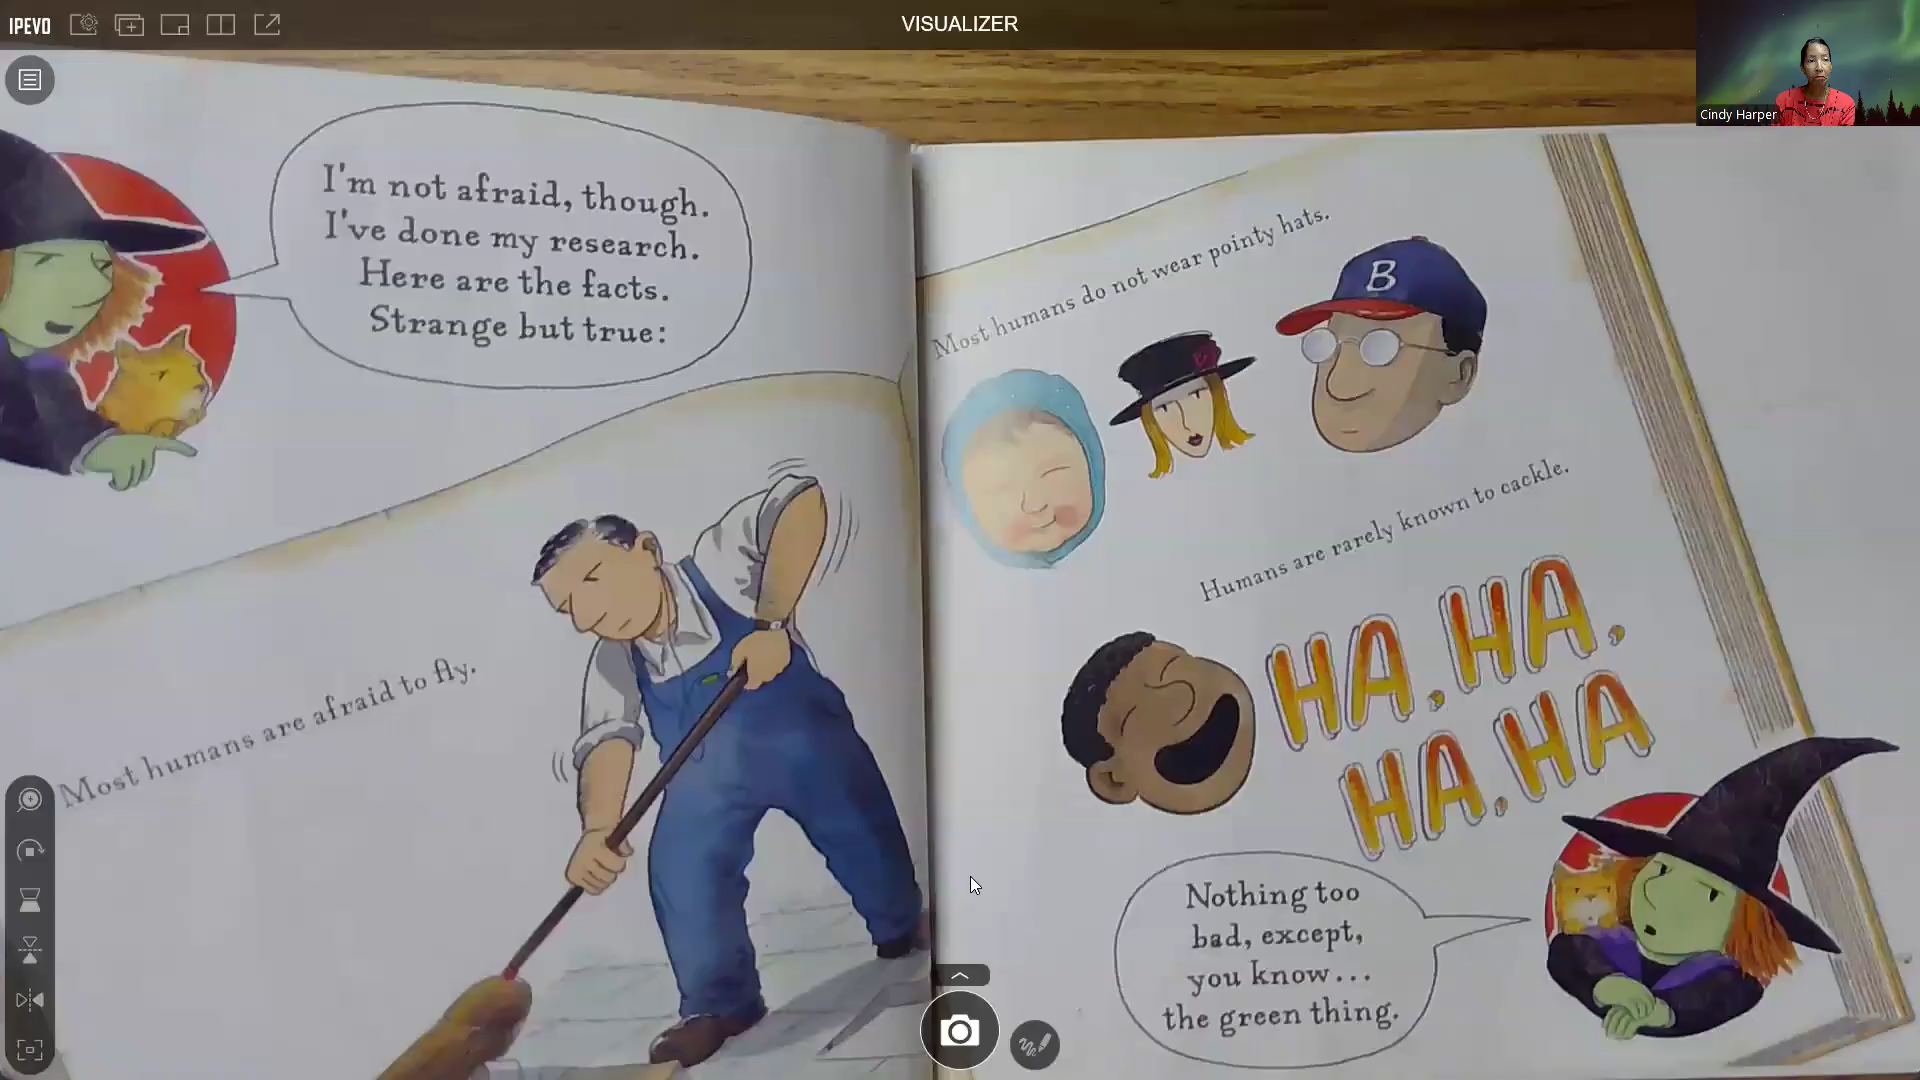 IPEVO
VISUALIZER
Cindy Harper
I'm not afraid, though.
I've done my research.
Here are the facts.
Strange but true:
Most humans are afraid to fly.
Most humans do not wear pointy hats.
B
Humans are rarely known to cackle.
HA, HA,
HA, HA
Nothing too
bad, except,
you know...
the green thing.